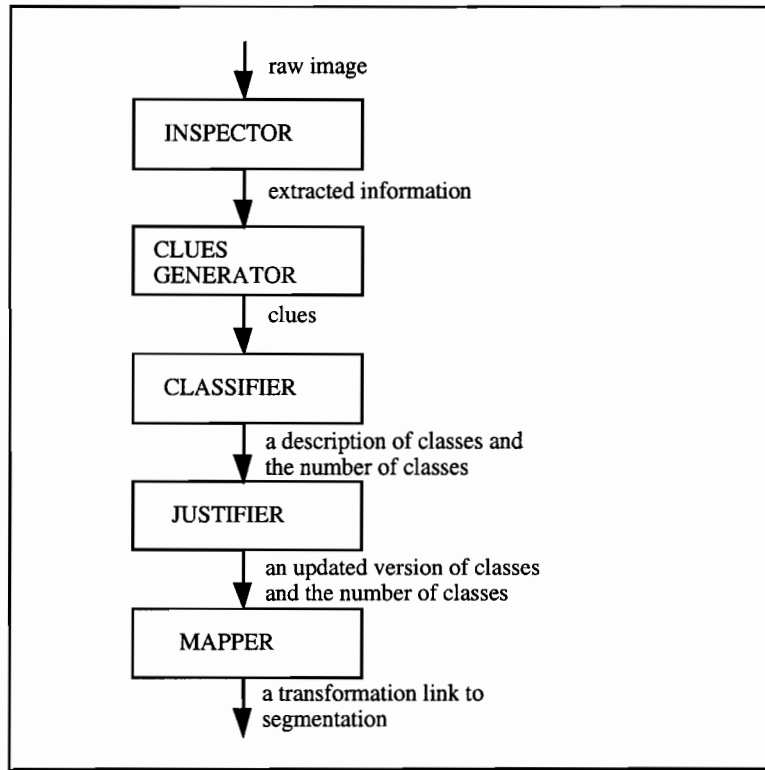 raw image
INSPECTOR
extracted information
CLUES
GENERATOR
clues
CLASSIFIER
a description of classes and
the number of classes
JUSTIFIER
an updated version of classes
and the number of classes
MAPPER
a transformation link to
segmentation